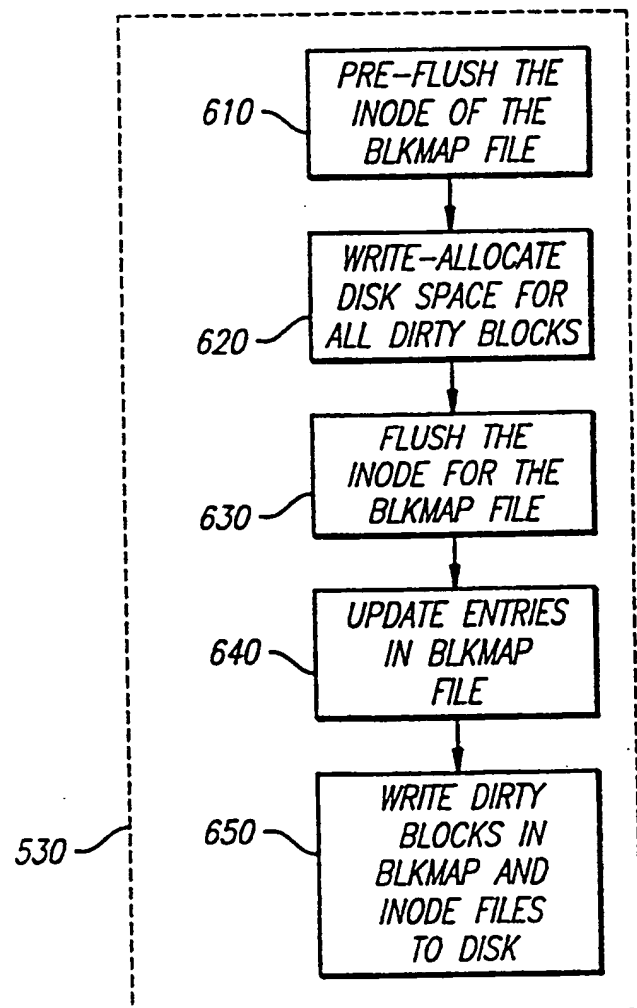 610
PRE-FLUSH THE
INODE OF THE
BLKMAP FILE
620
WRITE-ALLOCATE
DISK SPACE FOR
ALL DIRTY BLOCKS
630
FLUSH THE
INODE FOR THE
BLKMAP FILE
640
UPDATE ENTRIES
IN BLKMAP
FILE
530
650
WRITE DIRTY
BLOCKS IN
BLKMAP AND
INODE FILES
TO DISK